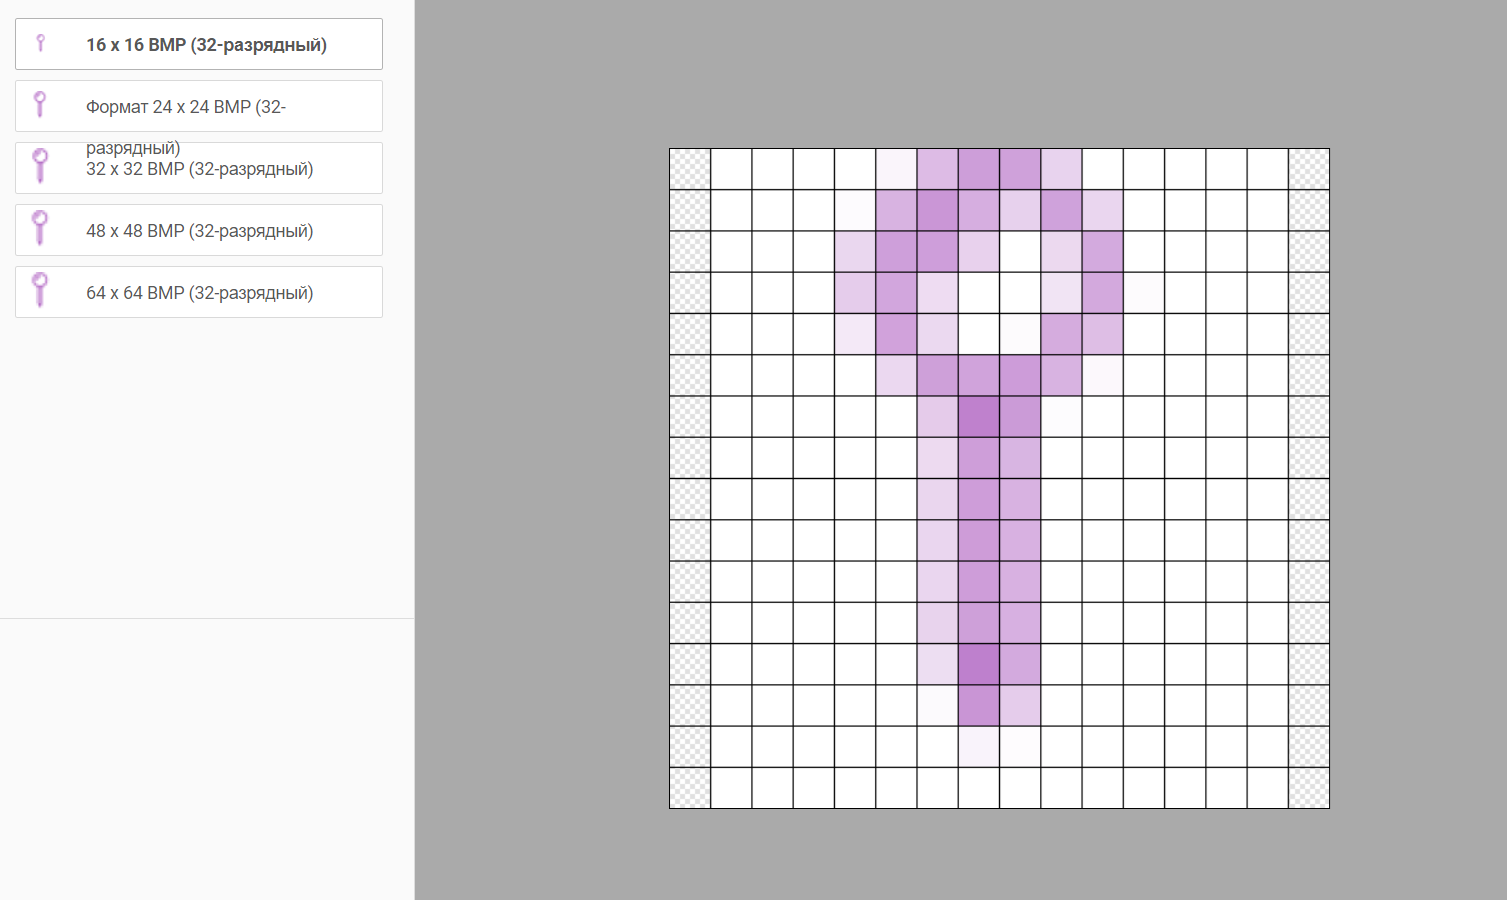 16 x 16 BMP (32-разрядный)
Формат 24 x 24 BMP (32-
разрядный)
32 x 32 BMP (32-разрядный)
48 x 48 BMP (32-разрядный)
64 x 64 BMP (32-разрядный)